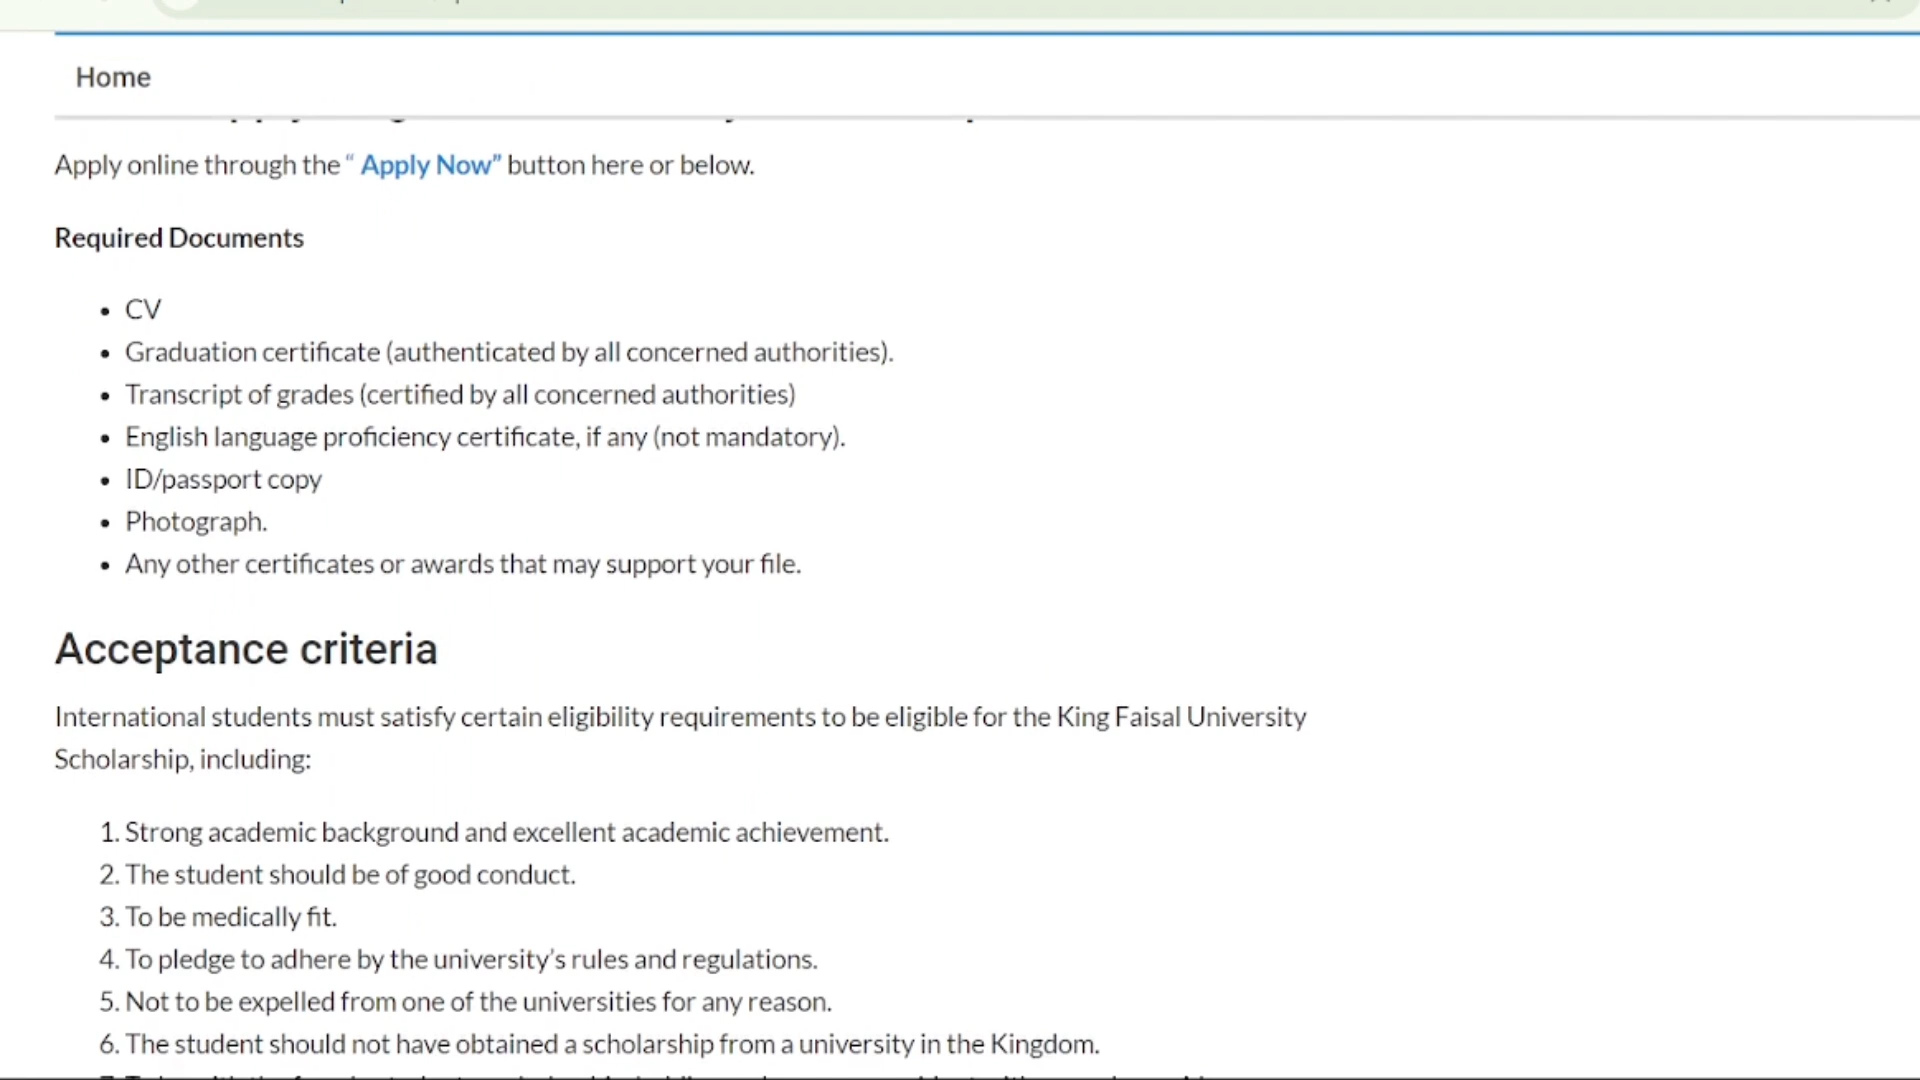 Home
Apply online through the “ Apply Now” button here or below.
Required Documents
• CV
• Graduation certificate (authenticated by all concerned authorities).
• Transcript of grades (certified by all concerned authorities)
• English language proficiency certificate, if any (not mandatory).
• ID/passport copy
• Photograph.
• Any other certificates or awards that may support your file.
Acceptance criteria
International students must satisfy certain eligibility requirements to be eligible for the King Faisal University
Scholarship, including:
1. Strong academic background and excellent academic achievement.
2. The student should be of good conduct.
3. To be medically fit.
4. To pledge to adhere by the university’s rules and regulations.
5. Not to be expelled from one of the universities for any reason.
6. The student should not have obtained a scholarship from a university in the Kingdom.